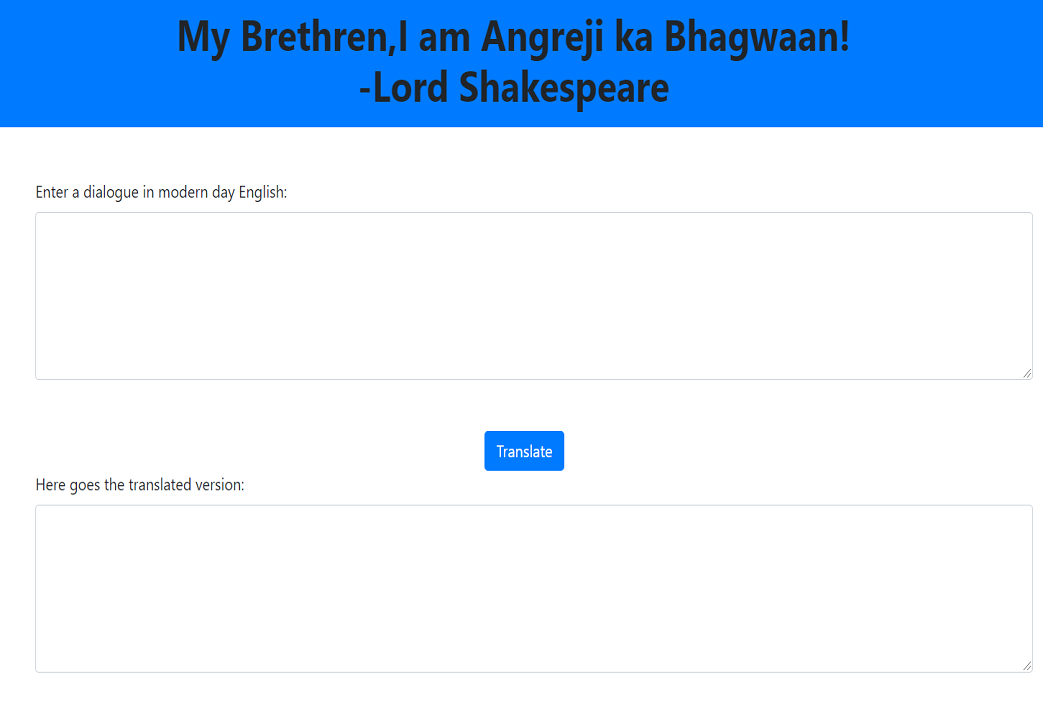 My Brethren,I am Angreji ka Bhagwaan!
-Lord Shakespeare
Enter a dialogue in modern day English:
Translate
Here goes the translated version: